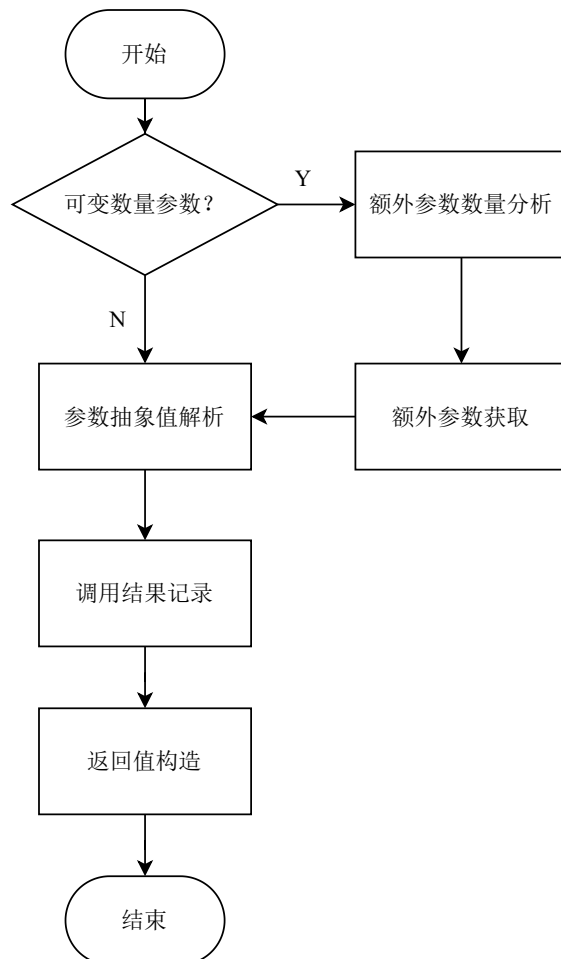 开始
可变数量参数?
Y
额外参数数量分析
N
参数抽象值解析
额外参数获取
调用结果记录
返回值构造
结束